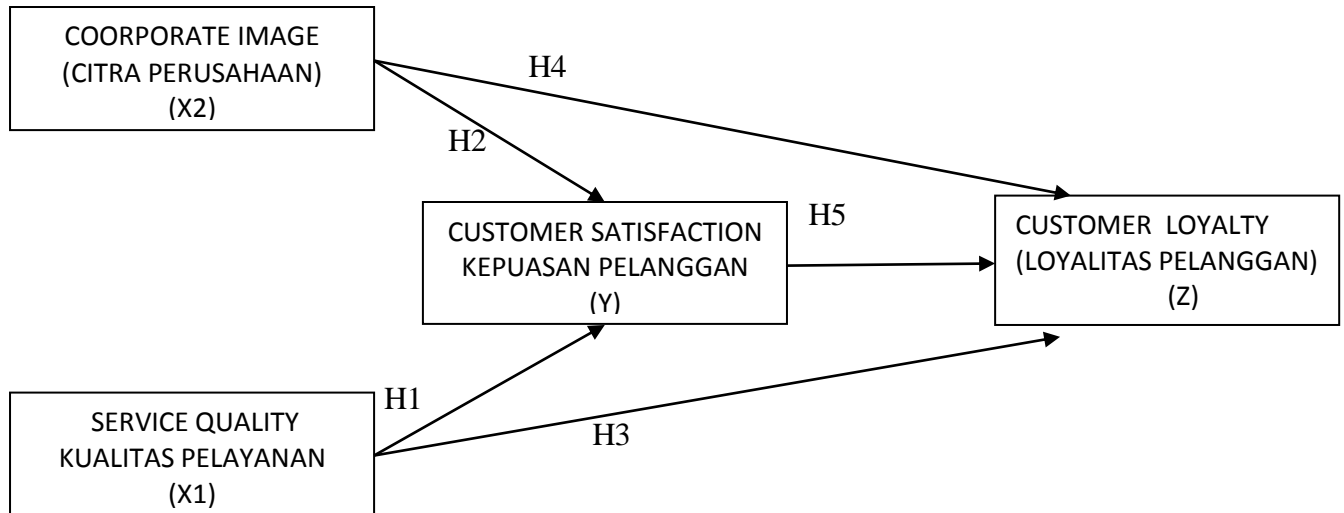 COORPORATE IMAGE
(CITRA PERUSAHAAN)
(X2)
H4
H2
CUSTOMER SATISFACTION
KEPUASAN PELANGGAN
(Y)
H5
CUSTOMER LOYALTY
(LOYALITAS PELANGGAN)
(Z)
H1
H3
SERVICE QUALITY
KUALITAS PELAYANAN
(X1)